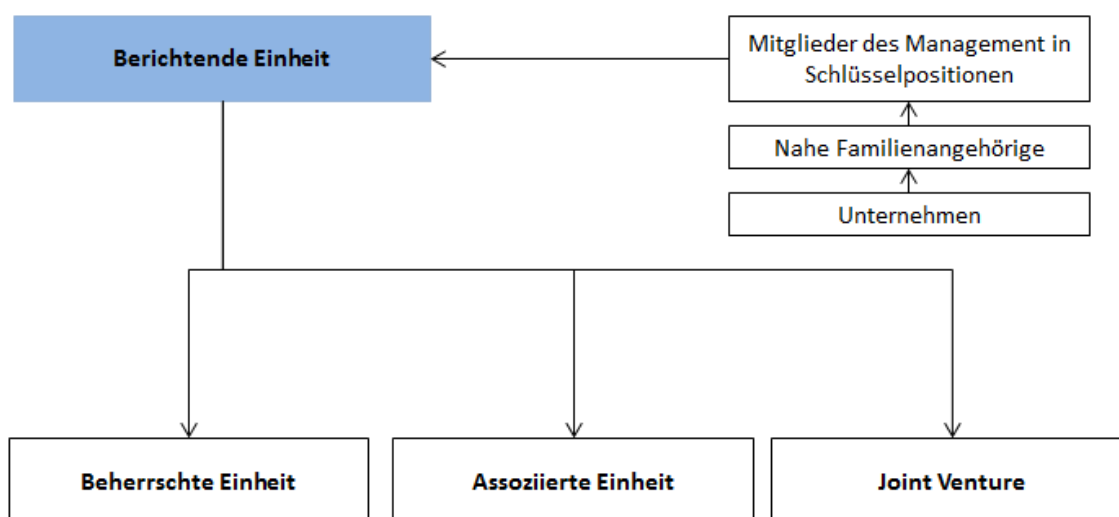 Berichtende Einheit
Mitglieder des Management in
Schlüsselpositionen
Nahe Familienangehörige
Unternehmen
Beherrschte Einheit
Assoziierte Einheit
Joint Venture